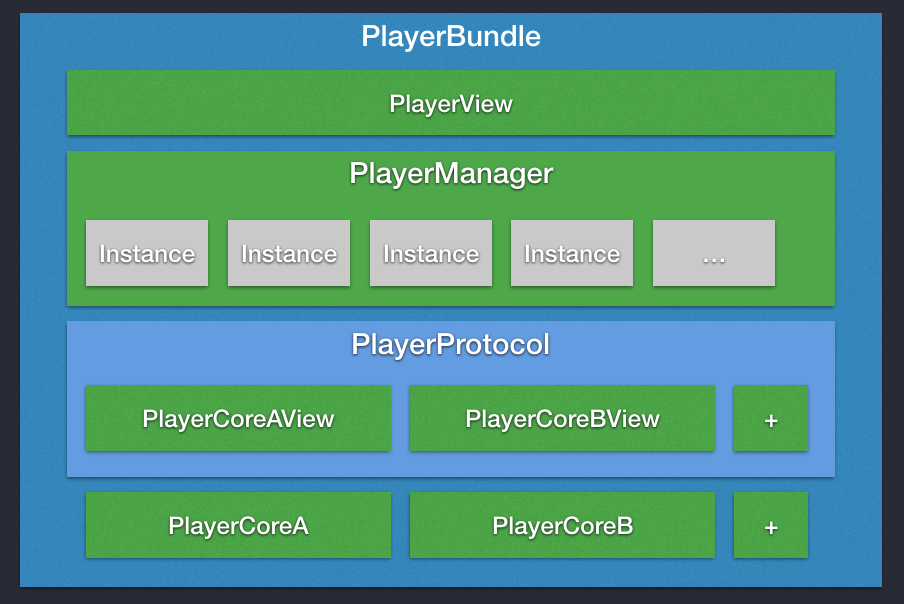 PlayerBundle
PlayerView
PlayerManager
Instance Instance Instance Instance ...
PlayerProtocol
PlayerCoreAView PlayerCoreBView +
PlayerCoreA PlayerCoreB +